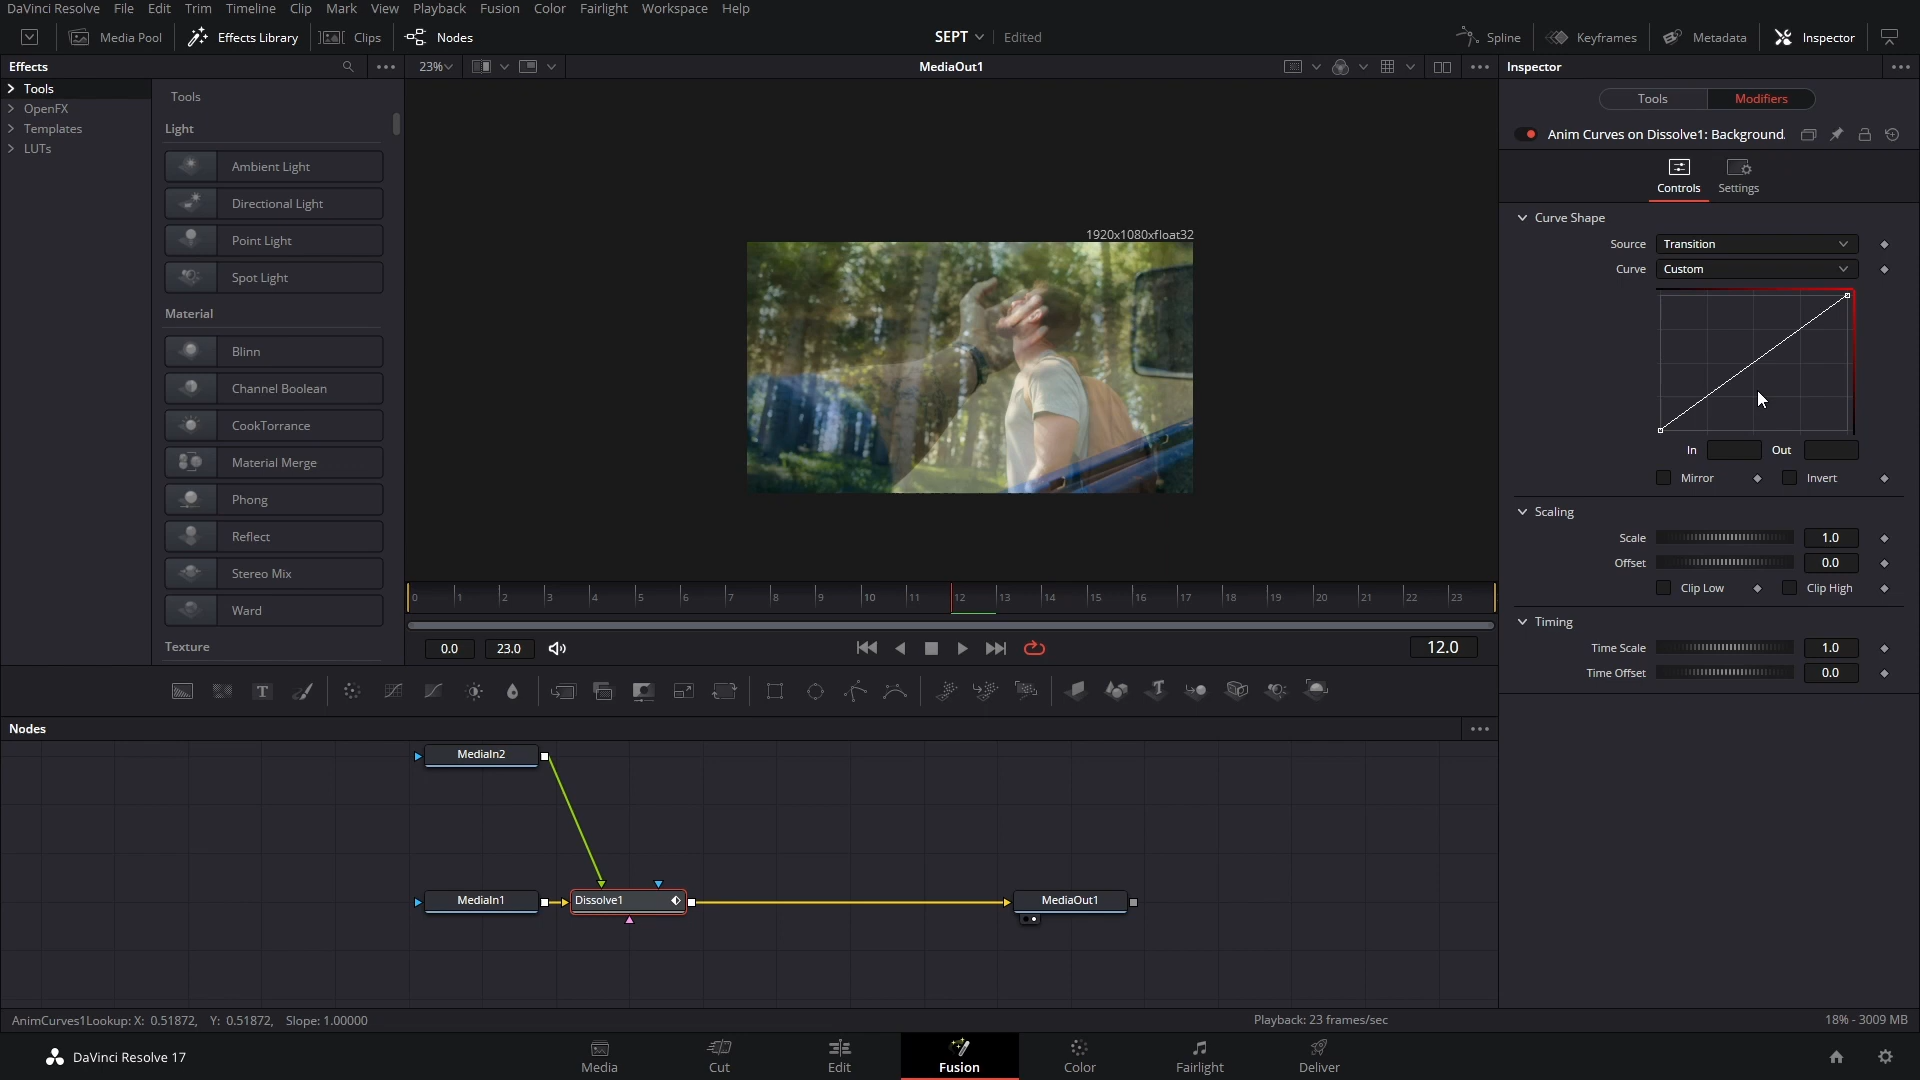 DaVinci Resolve File Edit Trim Timeline Clip Mark View Playback Fusion Color Fairlight Workspace Help
Media Pool Effects Library Clips Nodes SEPT Edited Spline Keyframes Metadata Inspector
Effects 23% MediaOut1 Inspector
Tools
OpenFX
Templates
LUTs
Tools
Light
Ambient Light
Directional Light
Point Light
Spot Light
Material
Blinn
Channel Boolean
CookTorrance
Material Merge
Phong
Reflect
Stereo Mix
Ward
Texture
1920x1080xfloat32
0 1 2 3 4 5 6 7 8 9 10 11 12 13 14 15 16 17 18 19 20 21 22 23
0.0 23.0 12.0
Tools Modifiers
Anim Curves on Dissolve1: Background.
Controls Settings
Curve Shape
Source Transition
Curve Custom
In Out
Mirror Invert
Scaling
Scale 1.0
Offset 0.0
Clip Low Clip High
Timing
Time Scale 1.0
Time Offset 0.0
T T
Nodes
MediaIn2
MediaIn1 Dissolve1 MediaOut1
AnimCurves1Lookup: X: 0.51872, Y: 0.51872, Slope: 1.00000 Playback: 23 frames/sec 18% - 3009 MB
DaVinci Resolve 17 Media Cut Edit Fusion Color Fairlight Deliver